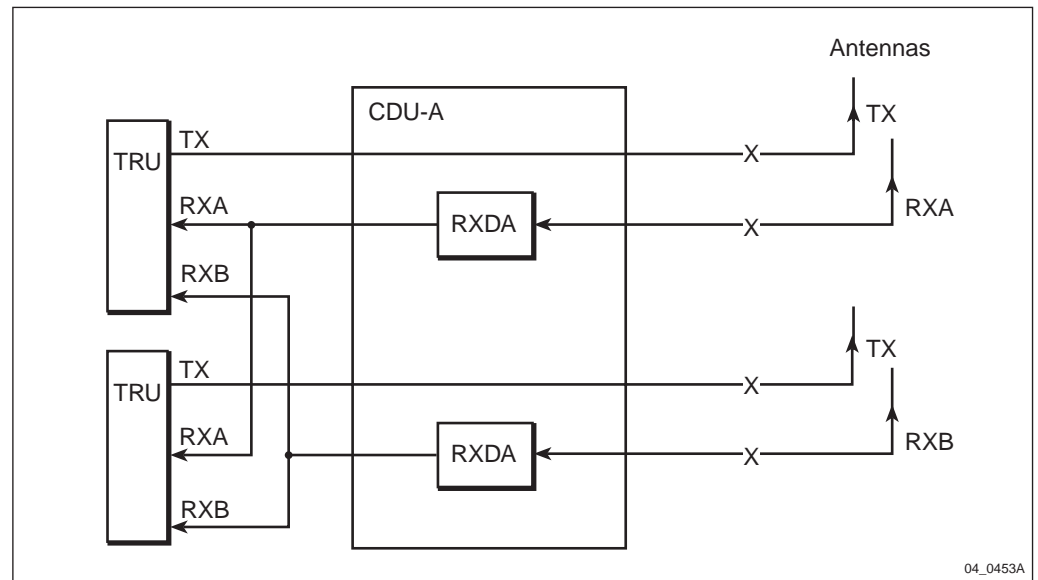 Antennas
CDU-A
TX
TRU
TX
RXA
RXDA
RXA
X
X
RXB
TX
TRU
TX
X
RXA
RXDA
X
RXB
RXB
04_0453A